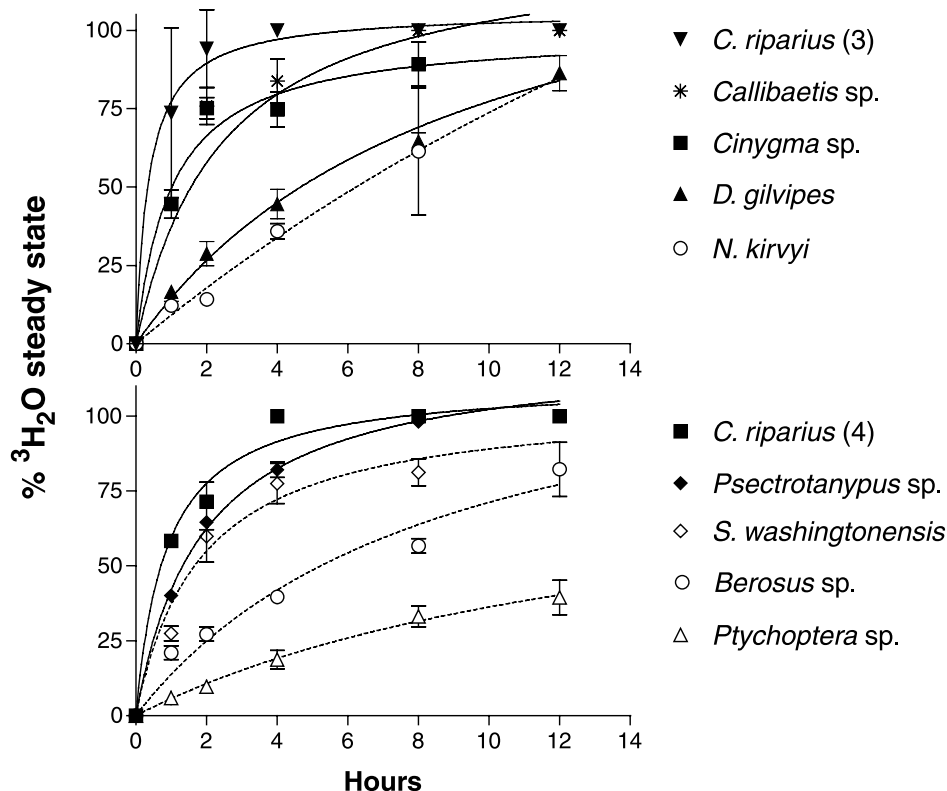 % ³H₂O steady state
100
75
50
25
0
0 2 4 6 8 10 12 14
C. riparius (3)
Callibaetis sp.
Cinygma sp.
D. gilvipes
N. kirvyi
100
75
50
25
0
0 2 4 6 8 10 12 14
Hours
C. riparius (4)
Psectrotanypus sp.
S. washingtonensis
Berosus sp.
Ptychoptera sp.